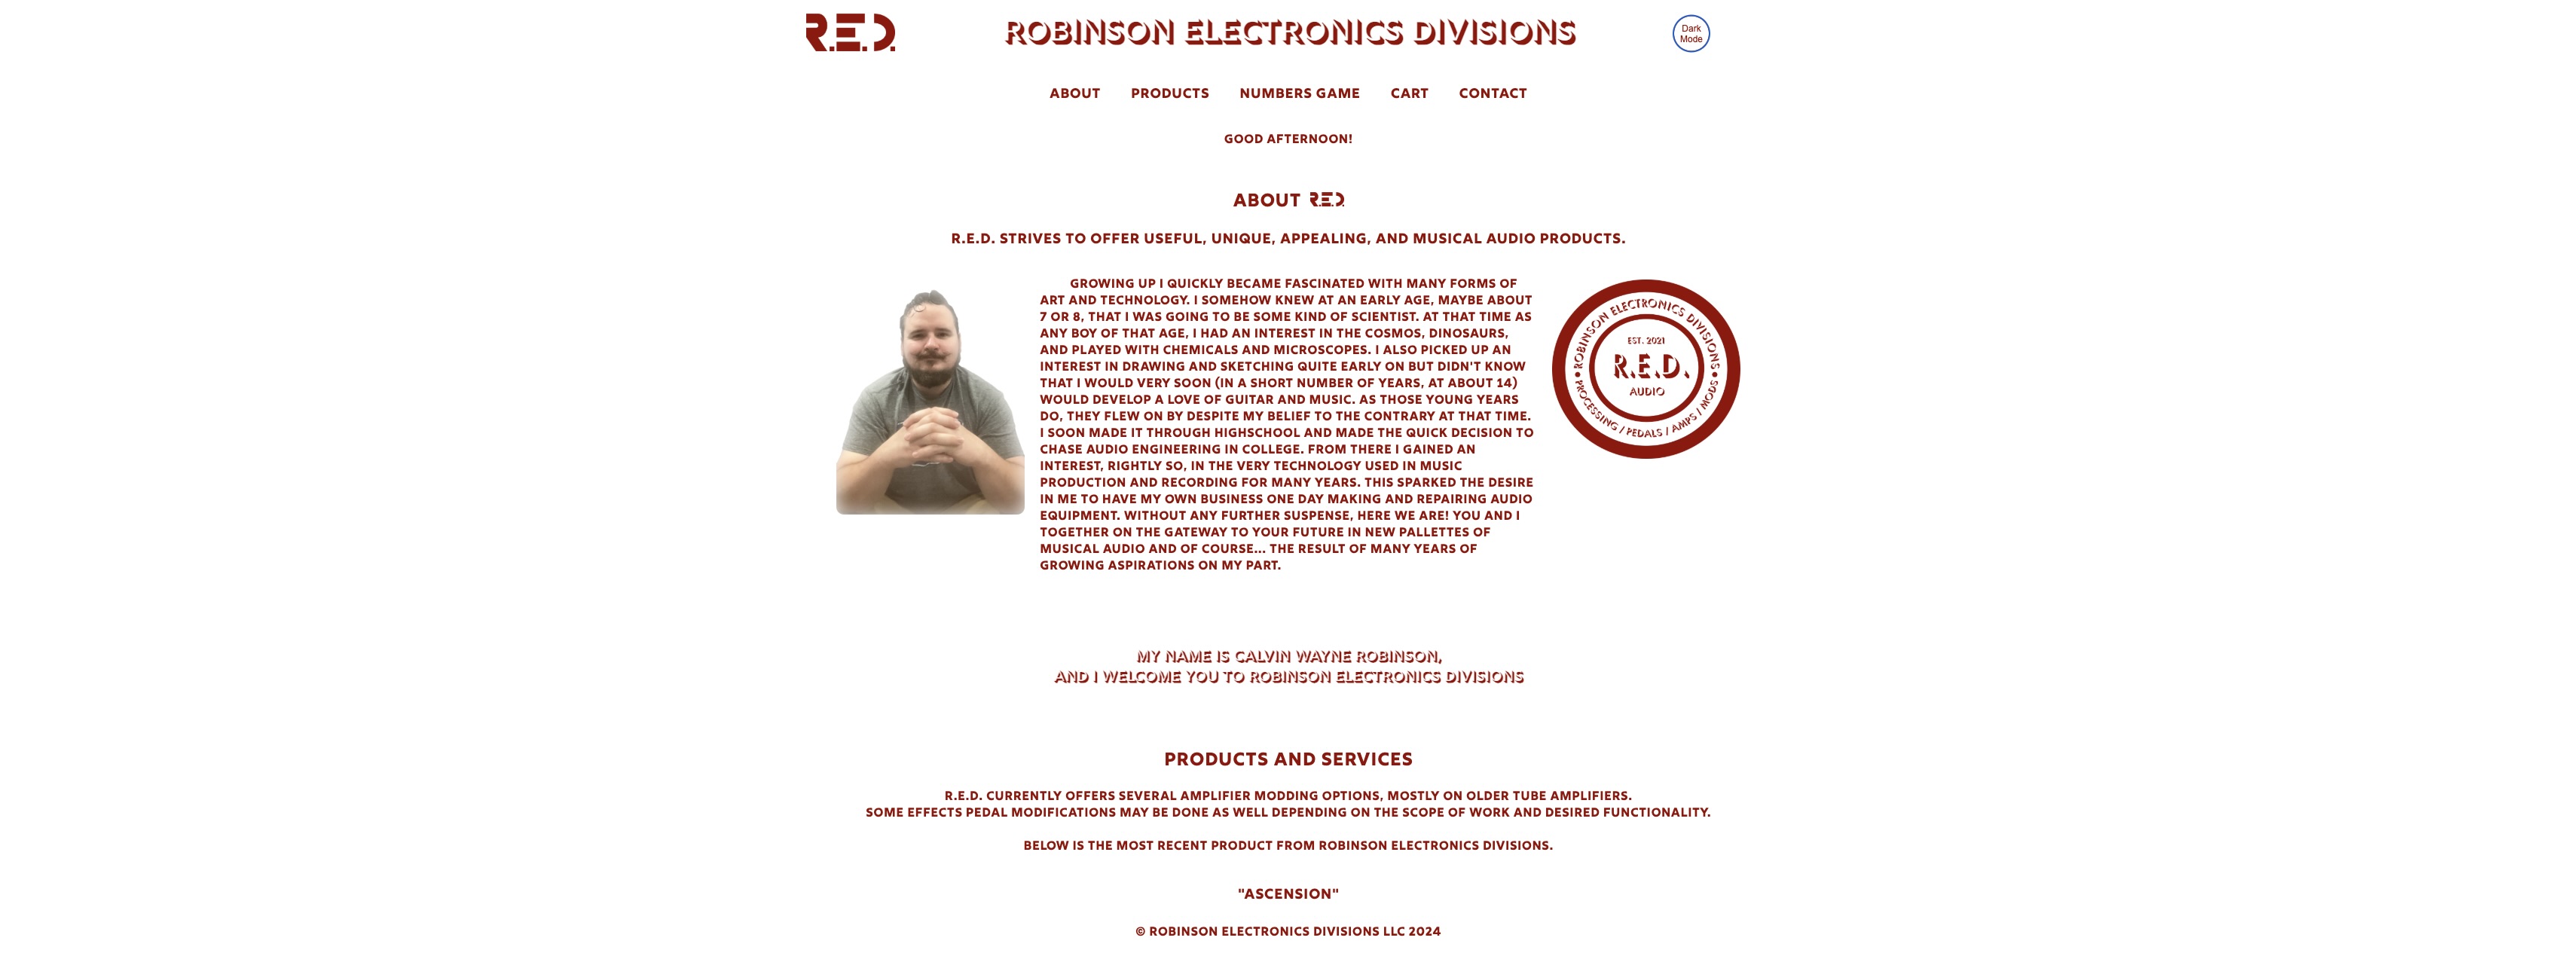 R.E.D.
ROBINSON ELECTRONICS DIVISIONS
Dark
Mode
ABOUT PRODUCTS NUMBERS GAME CART CONTACT
GOOD AFTERNOON!
ABOUT R.E.D.
R.E.D. STRIVES TO OFFER USEFUL, UNIQUE, APPEALING, AND MUSICAL AUDIO PRODUCTS.
GROWING UP I QUICKLY BECAME FASCINATED WITH MANY FORMS OF
ART AND TECHNOLOGY. I SOMEHOW KNEW AT AN EARLY AGE, MAYBE ABOUT
7 OR 8, THAT I WAS GOING TO BE SOME KIND OF SCIENTIST. AT THAT TIME AS
ANY BOY OF THAT AGE, I HAD AN INTEREST IN THE COSMOS, DINOSAURS,
AND PLAYED WITH CHEMICALS AND MICROSCOPES. I ALSO PICKED UP AN
INTEREST IN DRAWING AND SKETCHING QUITE EARLY ON BUT DIDN'T KNOW
THAT I WOULD VERY SOON (IN A SHORT NUMBER OF YEARS, AT ABOUT 14)
WOULD DEVELOP A LOVE OF GUITAR AND MUSIC. AS THOSE YOUNG YEARS
DO, THEY FLEW ON BY DESPITE MY BELIEF TO THE CONTRARY AT THAT TIME.
I SOON MADE IT THROUGH HIGHSCHOOL AND MADE THE QUICK DECISION TO
CHASE AUDIO ENGINEERING IN COLLEGE. FROM THERE I GAINED AN
INTEREST, RIGHTLY SO, IN THE VERY TECHNOLOGY USED IN MUSIC
PRODUCTION AND RECORDING FOR MANY YEARS. THIS SPARKED THE DESIRE
IN ME TO HAVE MY OWN BUSINESS ONE DAY MAKING AND REPAIRING AUDIO
EQUIPMENT. WITHOUT ANY FURTHER SUSPENSE, HERE WE ARE! YOU AND I
TOGETHER ON THE GATEWAY TO YOUR FUTURE IN NEW PALLETTES OF
MUSICAL AUDIO AND OF COURSE... THE RESULT OF MANY YEARS OF
GROWING ASPIRATIONS ON MY PART.
ROBINSON ELECTRONICS DIVISIONS
EST. 2021
R.E.D.
AUDIO
PROCESSING / PEDALS / AMPS / MODS
MY NAME IS CALVIN WAYNE ROBINSON,
AND I WELCOME YOU TO ROBINSON ELECTRONICS DIVISIONS
PRODUCTS AND SERVICES
R.E.D. CURRENTLY OFFERS SEVERAL AMPLIFIER MODDING OPTIONS, MOSTLY ON OLDER TUBE AMPLIFIERS.
SOME EFFECTS PEDAL MODIFICATIONS MAY BE DONE AS WELL DEPENDING ON THE SCOPE OF WORK AND DESIRED FUNCTIONALITY.
BELOW IS THE MOST RECENT PRODUCT FROM ROBINSON ELECTRONICS DIVISIONS.
"ASCENSION"
© ROBINSON ELECTRONICS DIVISIONS LLC 2024